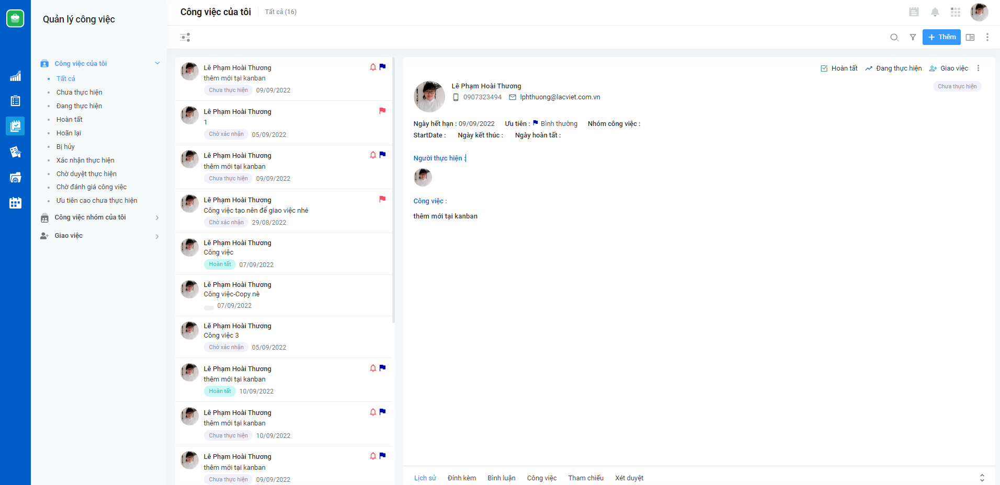 Quản lý công việc
Công việc của tôi
Tất cả
Chưa thực hiện
Đang thực hiện
Hoàn tất
Hoãn lại
Bị hủy
Xác nhận thực hiện
Chờ duyệt thực hiện
Chờ đánh giá công việc
Ưu tiên cao chưa thực hiện
Công việc nhóm của tôi
Giao việc
Công việc của tôi Tất cả (16)
Thêm
Lê Phạm Hoài Thương
thêm mới tại kanban
Chưa thực hiện 09/09/2022
Lê Phạm Hoài Thương
1
Chờ xác nhận 05/09/2022
Lê Phạm Hoài Thương
thêm mới tại kanban
Chưa thực hiện 09/09/2022
Lê Phạm Hoài Thương
Công việc tạo nên để giao việc nhé
Chờ xác nhận 29/08/2022
Lê Phạm Hoài Thương
Công việc
Hoàn tất 07/09/2022
Lê Phạm Hoài Thương
Công việc-Copy nè
07/09/2022
Lê Phạm Hoài Thương
Công việc 3
Chờ xác nhận 05/09/2022
Lê Phạm Hoài Thương
thêm mới tại kanban
Hoàn tất 10/09/2022
Lê Phạm Hoài Thương
thêm mới tại kanban
Chưa thực hiện 10/09/2022
Lê Phạm Hoài Thương
thêm mới tại kanban
Chưa thực hiện 09/09/2022
Hoàn tất Đang thực hiện Giao việc
Lê Phạm Hoài Thương
Chưa thực hiện
0907323494 lphthuong@lacviet.com.vn
Ngày hết hạn : 09/09/2022 Ưu tiên : Bình thường Nhóm công việc :
StartDate : Ngày kết thúc : Ngày hoàn tất :
Người thực hiện :
Công việc :
thêm mới tại kanban
Lịch sử Đính kèm Bình luận Công việc Tham chiếu Xét duyệt